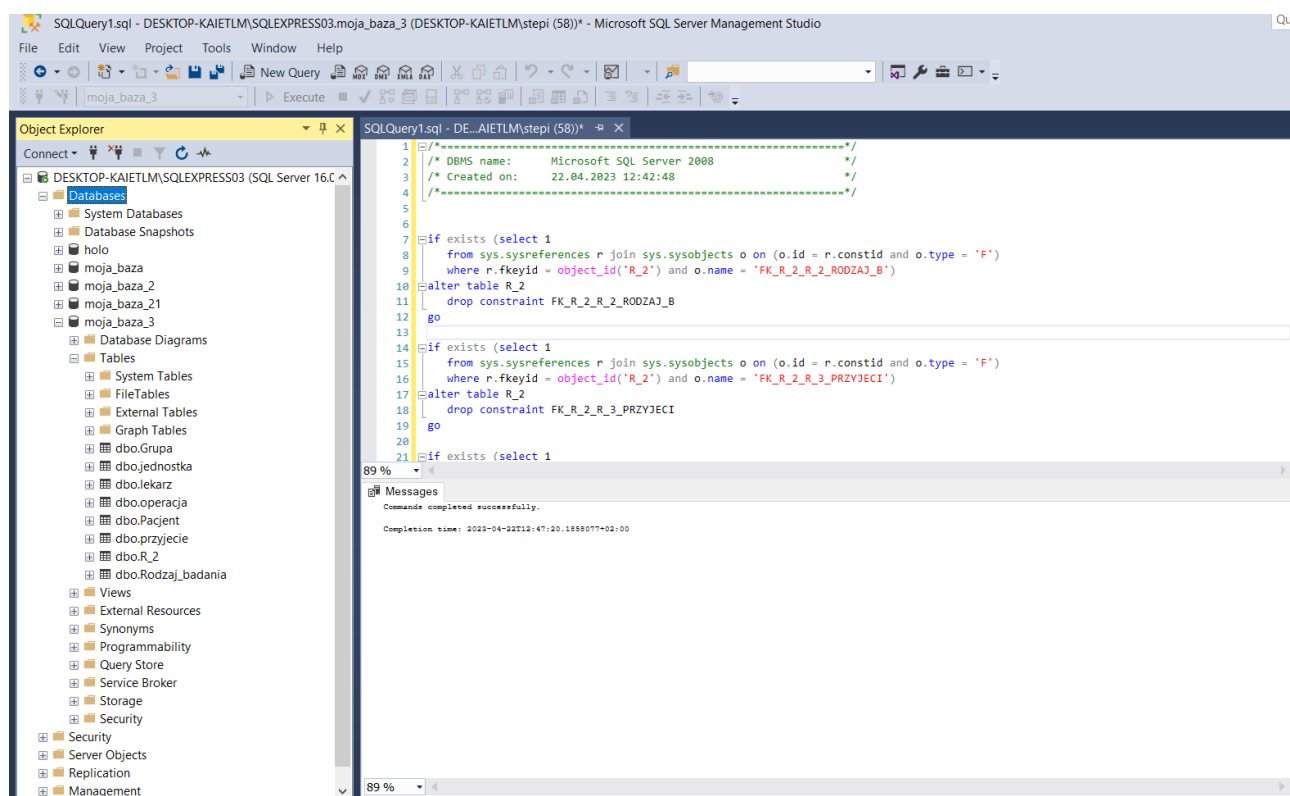 SQLQuery1.sql - DESKTOP-KAIETLM\SQLEXPRESS03.moja_baza_3 (DESKTOP-KAIETLM\stepi (58))* - Microsoft SQL Server Management Studio
Qu
File Edit View Project Tools Window Help
New Query MDX DMX XMLA DAX
moja_baza_3 Execute
Object Explorer
Connect
DESKTOP-KAIETLM\SQLEXPRESS03 (SQL Server 16.0
Databases
System Databases
Database Snapshots
holo
moja_baza
moja_baza_2
moja_baza_21
moja_baza_3
Database Diagrams
Tables
System Tables
FileTables
External Tables
Graph Tables
dbo.Grupa
dbo.jednostka
dbo.lekarz
dbo.operacja
dbo.Pacjent
dbo.przyjecie
dbo.R_2
dbo.Rodzaj_badania
Views
External Resources
Synonyms
Programmability
Query Store
Service Broker
Storage
Security
Security
Server Objects
Replication
Management
SQLQuery1.sql - DE...AIETLM\stepi (58))*
1 /*==============================================================*/
2 /* DBMS name:      Microsoft SQL Server 2008                    */
3 /* Created on:     22.04.2023 12:42:48                          */
4 /*==============================================================*/
5
6
7 if exists (select 1
8 from sys.sysreferences r join sys.sysobjects o on (o.id = r.constid and o.type = 'F')
9 where r.fkeyid = object_id('R_2') and o.name = 'FK_R_2_R_2_RODZAJ_B')
10 alter table R_2
11 drop constraint FK_R_2_R_2_RODZAJ_B
12 go
13
14 if exists (select 1
15 from sys.sysreferences r join sys.sysobjects o on (o.id = r.constid and o.type = 'F')
16 where r.fkeyid = object_id('R_2') and o.name = 'FK_R_2_R_3_PRZYJECI')
17 alter table R_2
18 drop constraint FK_R_2_R_3_PRZYJECI
19 go
20
21 if exists (select 1
89 %
Messages
Commands completed successfully.
Completion time: 2023-04-22T12:47:20.1858077+02:00
89 %